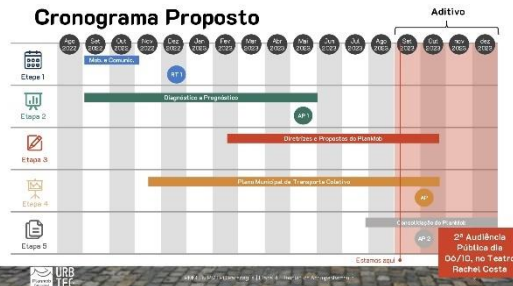 Cronograma Proposto
Aditivo
Ago 2022 Set 2022 Out 2022 Nov 2022 Dez 2022 Jan 2023 Fev 2023 Mar 2023 Abr 2023 Mai 2023 Jun 2023 Jul 2023 Ago 2023 Set 2023 Out 2023 nov 2023 dez 2023
Etapa 1
Mob. e Comunic.
RT 1
Etapa 2
Diagnóstico e Prognóstico
AP 1
Etapa 3
Diretrizes e Propostas do PlanMob
Etapa 4
Plano Municipal de Transporte Coletivo
AP
Etapa 5
Consolidação do PlanMob
AP 2
Estamos aqui
2ª Audiência
Pública dia
06/10, no Teatro
Rachel Costa
URB
TEC